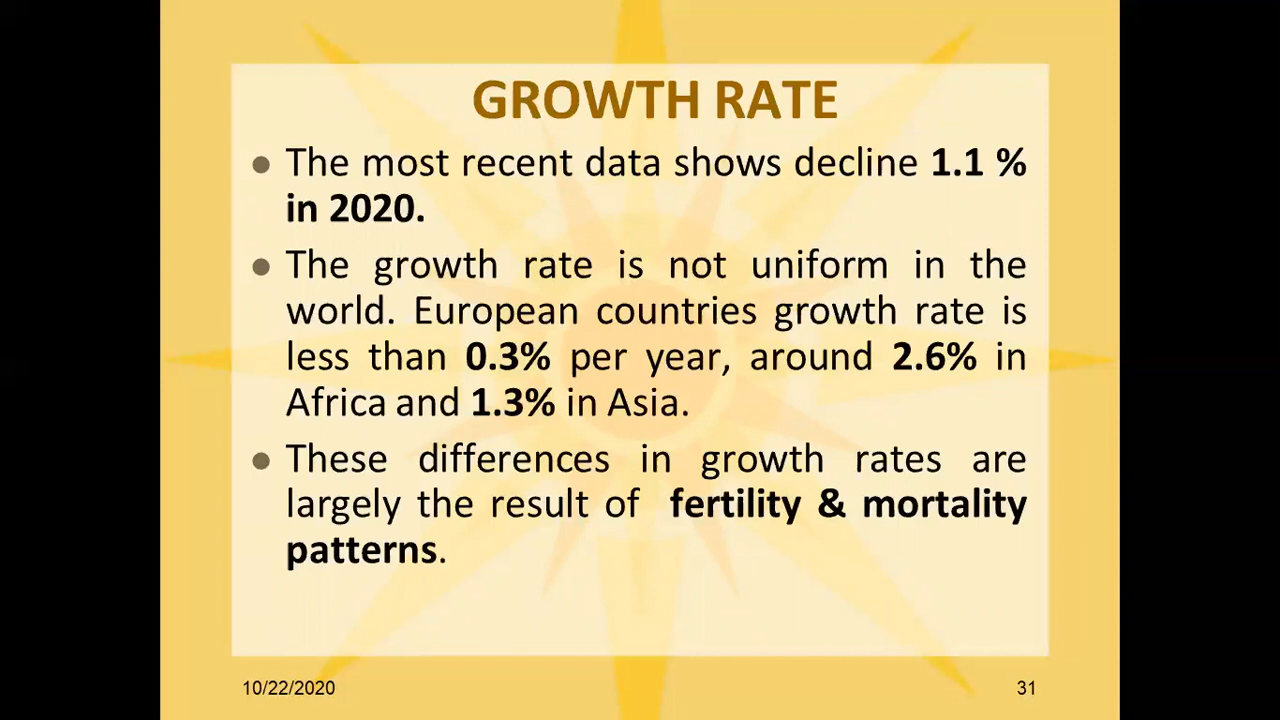 GROWTH RATE
● The most recent data shows decline 1.1 %
in 2020.
● The growth rate is not uniform in the
world. European countries growth rate is
less than 0.3% per year, around 2.6% in
Africa and 1.3% in Asia.
● These differences in growth rates are
largely the result of fertility & mortality
patterns.
10/22/2020
31